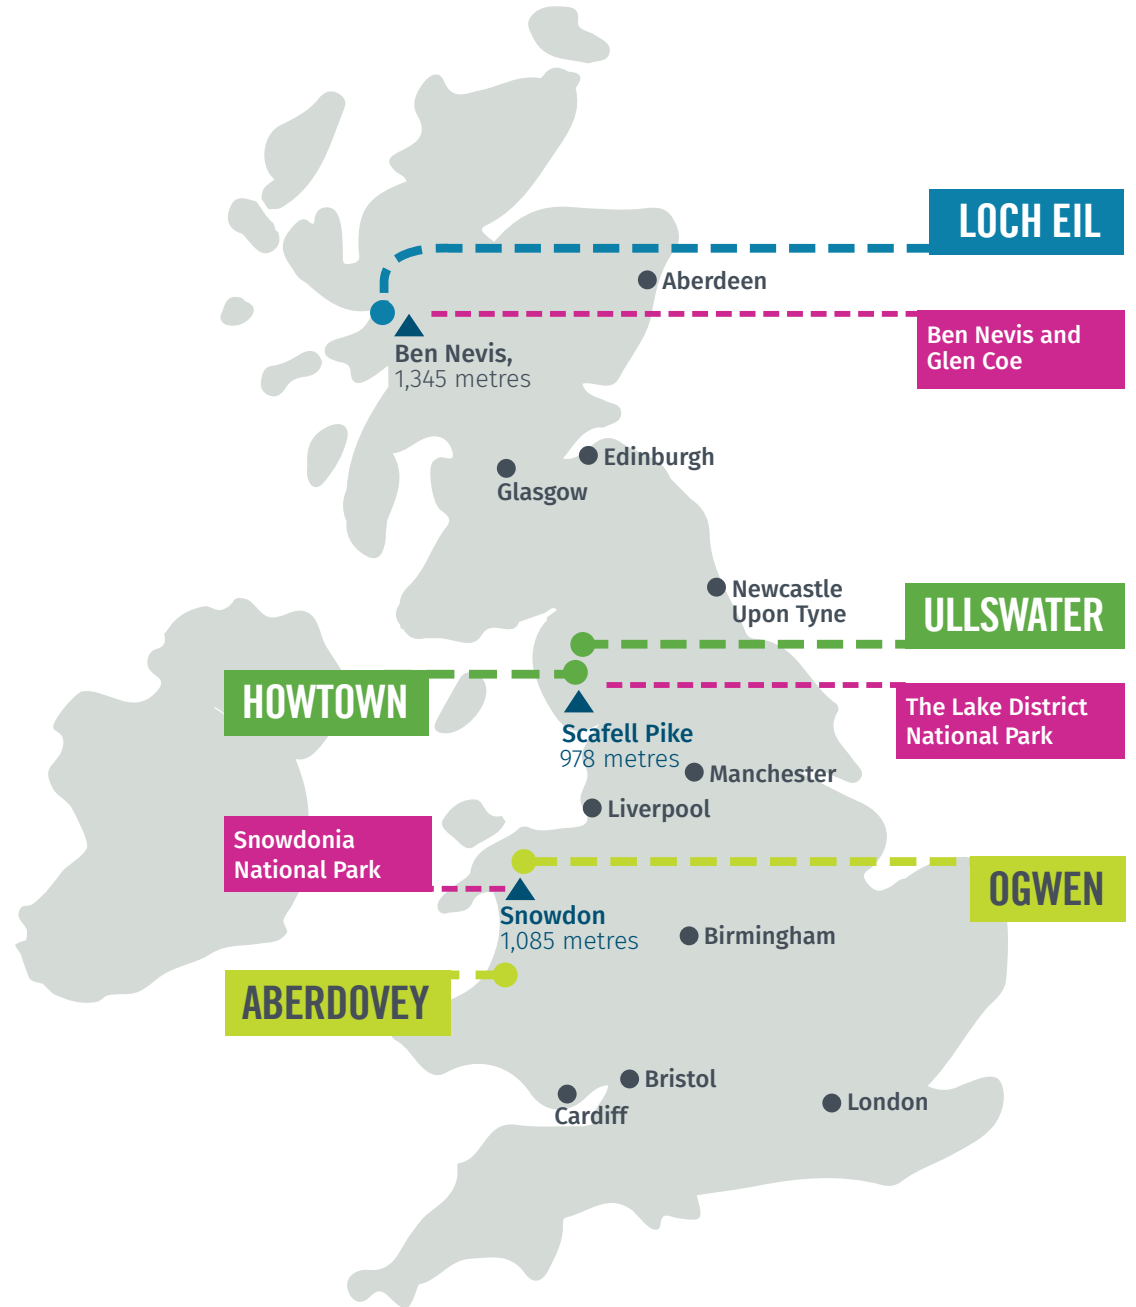 LOCH EIL
Aberdeen
Ben Nevis and
Glen Coe
Ben Nevis,
1,345 metres
Edinburgh
Glasgow
Newcastle
Upon Tyne
ULLSWATER
HOWTOWN
The Lake District
National Park
Scafell Pike
978 metres
Manchester
Liverpool
Snowdonia
National Park
OGWEN
Snowdon
1,085 metres
Birmingham
ABERDOVEY
Bristol
Cardiff
London